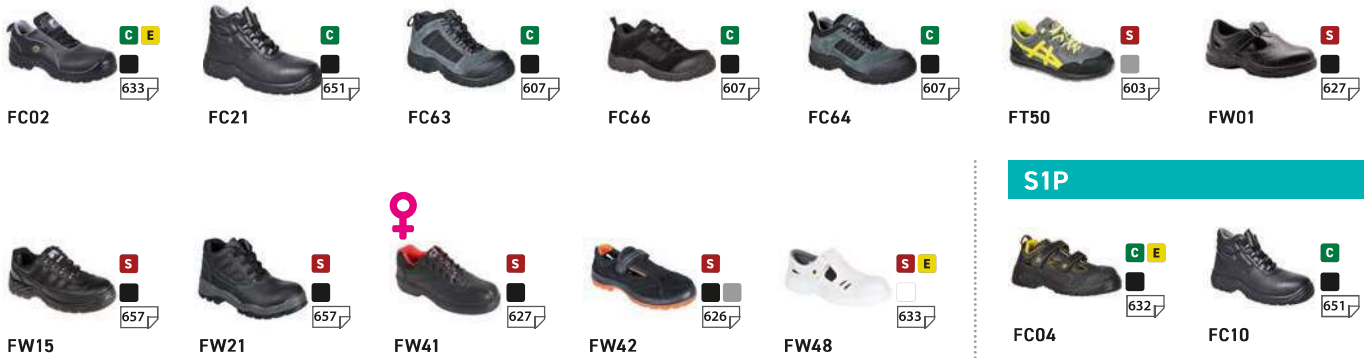 C E
633
FC02
C
651
FC21
C
607
FC63
C
607
FC66
C
607
FC64
S
603
FT50
S
627
FW01
S
657
FW15
S
657
FW21
S
627
FW41
S
626
FW42
S E
633
FW48
S1P
C E
632
FC04
C
651
FC10